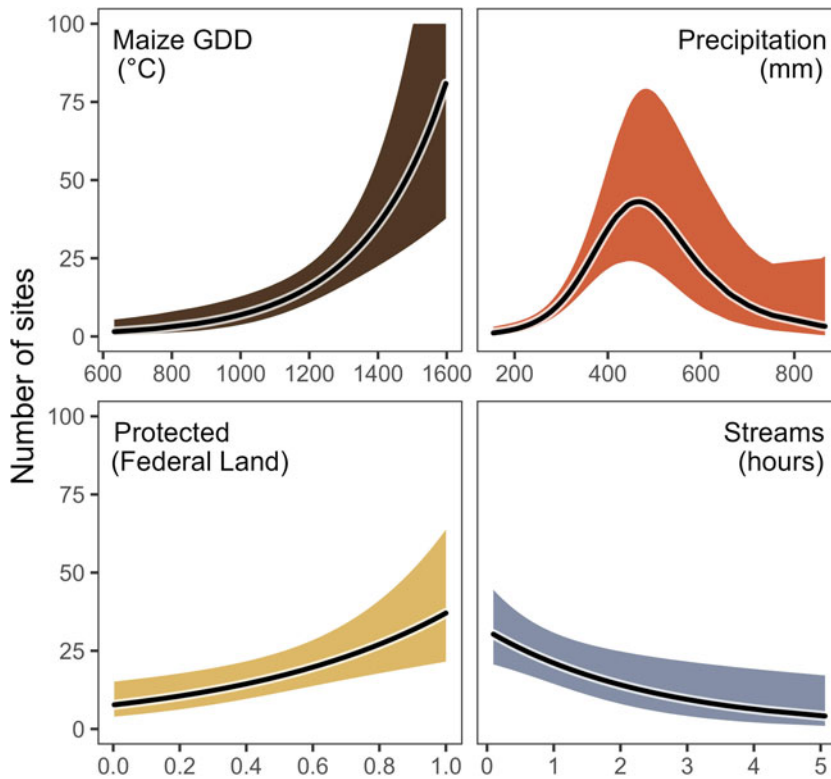 Number of sites
Maize GDD
(°C)
100
75
50
25
0
600 800 1000 1200 1400 1600
Precipitation
(mm)
200 400 600 800
Protected
(Federal Land)
100
75
50
25
0
0.0 0.2 0.4 0.6 0.8 1.0
Streams
(hours)
0 1 2 3 4 5